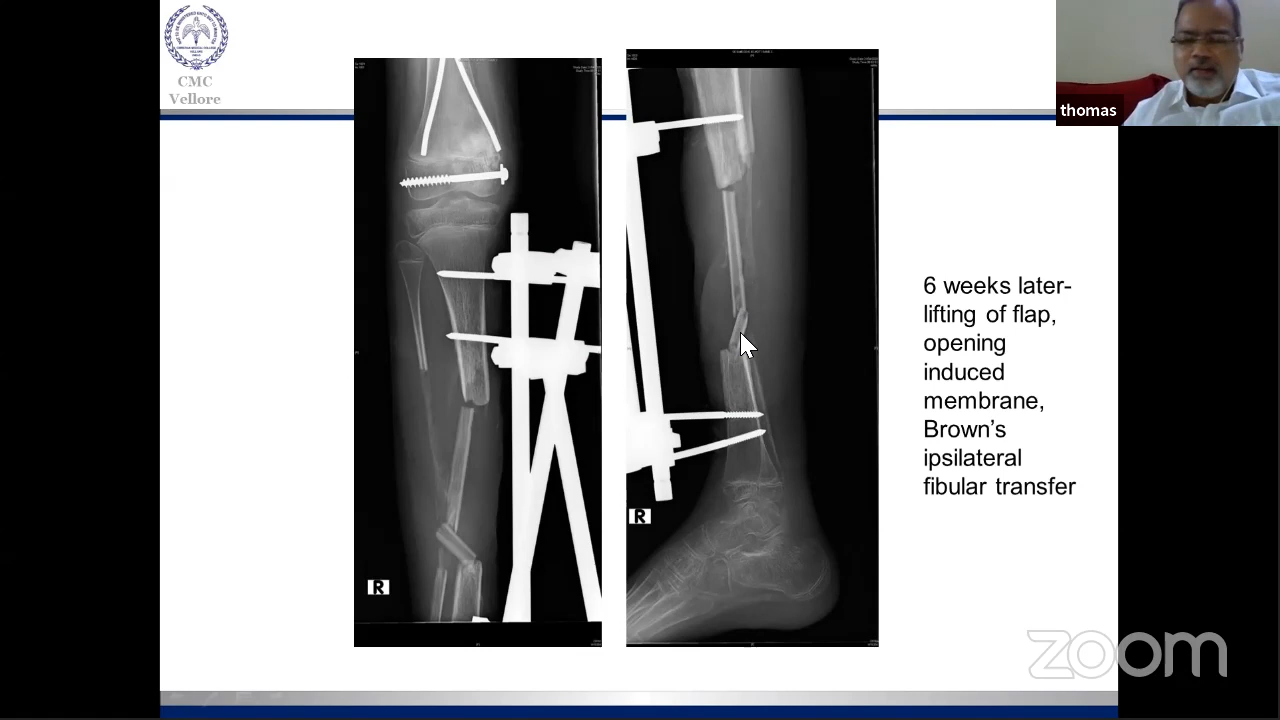 CMC
Vellore
thomas
6 weeks later-
lifting of flap,
opening
induced
membrane,
Brown’s
ipsilateral
fibular transfer
R
R
zoom